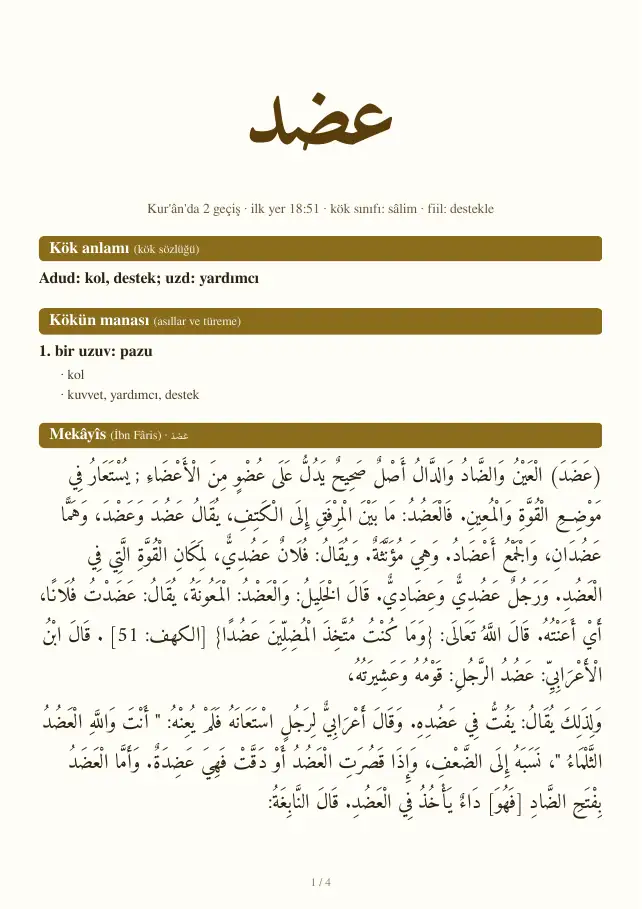 عضد
Kur'ân'da 2 geçiş · ilk yer 18:51 · kök sınıfı: sâlim · fiil: destekle
Kök anlamı (kök sözlüğü)
Adud: kol, destek; uzd: yardımcı
Kökün manası (asıllar ve türeme)
1. bir uzuv: pazu
· kol
· kuvvet, yardımcı, destek
Mekâyîs (İbn Fâris) · عَضَدَ
(عَضَدَ) الْعَيْنُ وَالضَّادُ وَالدَّالُ أَصْلٌ صَحِيحٌ يَدُلُّ عَلَى عُضْوٍ مِنَ الْأَعْضَاءِ ; يُسْتَعَارُ فِي
مَوْضِعِ الْقُوَّةِ وَالْمُعِينِ. فَالْعَضُدُ: مَا بَيْنَ الْمِرْفَقِ إِلَى الْكَتِفِ، يُقَالُ عَضُدَ وَعَضْدَ، وَهُمَّا
عَضُدَانِ، وَالْجَمْعُ أَعْضَادُ. وَهِيَ مُؤَنَّثَةٌ. وَيُقَالُ: فُلَانٌ عَضُدِيٌّ، لِمَكَانِ الْقُوَّةِ الَّتِي فِي
الْعَضُدِ. وَرَجُلٌ عَضُدِيٌّ وَعِضَادِيٌّ. قَالَ الْخَلِيلُ: وَالْعَضْدُ: الْمَعُونَةُ، يُقَالُ: عَضَدْتُ فُلَانًا،
أَيْ أَعَنْتُهُ. قَالَ اللَّهُ تَعَالَى: {وَمَا كُنْتُ مُتَّخِذَ الْمُضِلِّينَ عَضُدًا} [الكهف: 51] . قَالَ ابْنُ
الْأَعْرَابِيِّ: عَضُدُ الرَّجُلِ: قَوْمُهُ وَعَشِيرَتُهُ،
وَلِذَلِكَ يُقَالُ: يَفُتُّ فِي عَضُدِهِ. وَقَالَ أَعْرَابِيٌّ لِرَجُلٍ اسْتَعَانَهُ فَلَمْ يُعِنْهُ: " أَنْتَ وَاللَّهِ الْعَضُدُ
الثَّلْمَاءُ "، نَسَبَهُ إِلَى الضَّعْفِ، وَإِذَا قَصُرَتِ الْعَضُدُ أَوْ دَقَّتْ فَهِيَ عَضِدَةٌ. وَأَمَّا الْعَضَدُ
بِفَتْحِ الضَّادِ [فَهُوَ] دَاءٌ يَأْخُذُ فِي الْعَضُدِ. قَالَ النَّابِغَةُ:
1 / 4